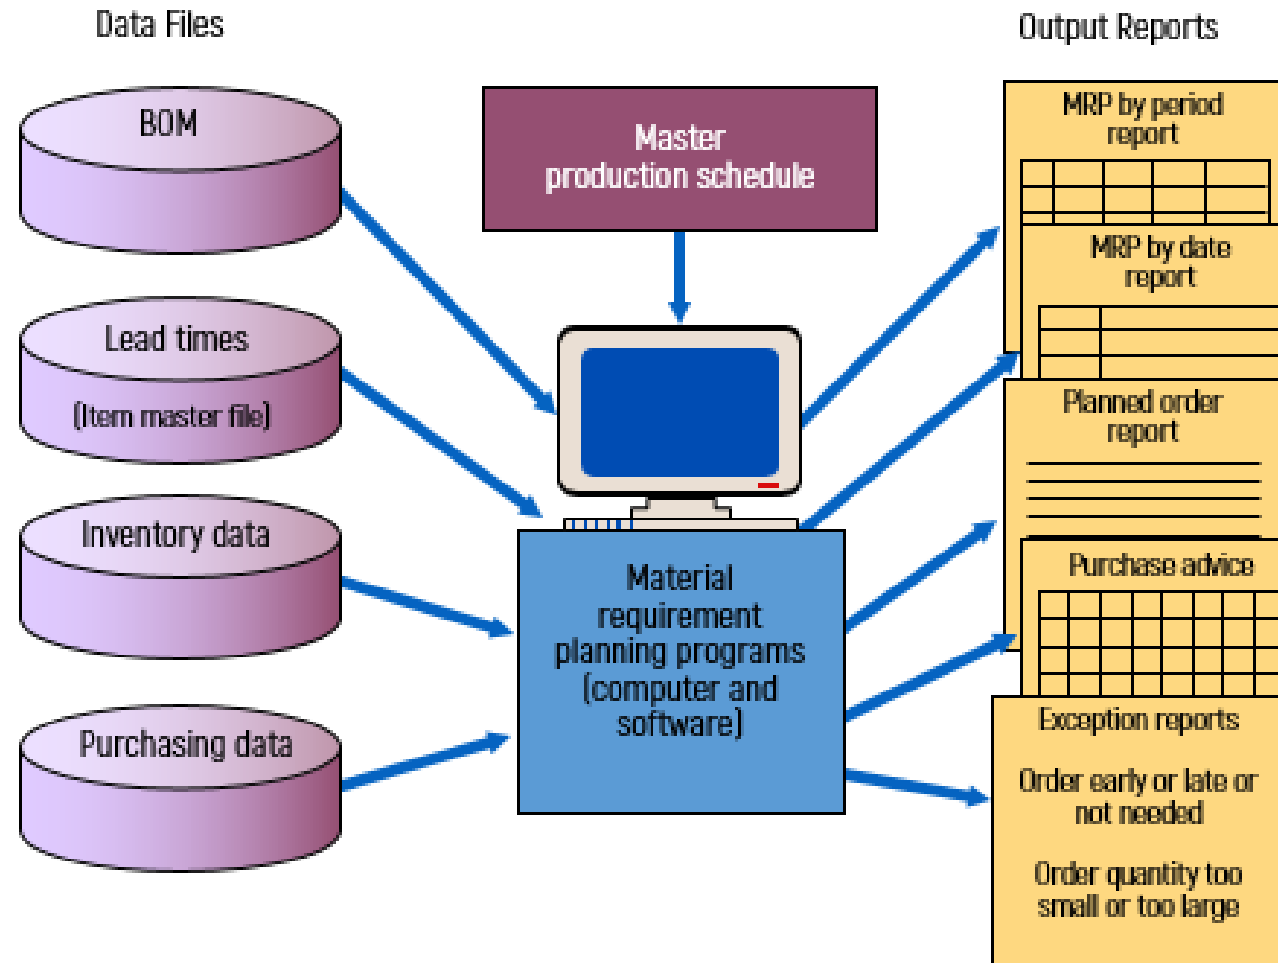 Data Files
Output Reports
BOM
Lead times
(Item master file)
Inventory data
Purchasing data
Master
production schedule
Material
requirement
planning programs
(computer and
software)
MRP by period
report
MRP by date
report
Planned order
report
Purchase advice
Exception reports
Order early or late or
not needed
Order quantity too
small or too large